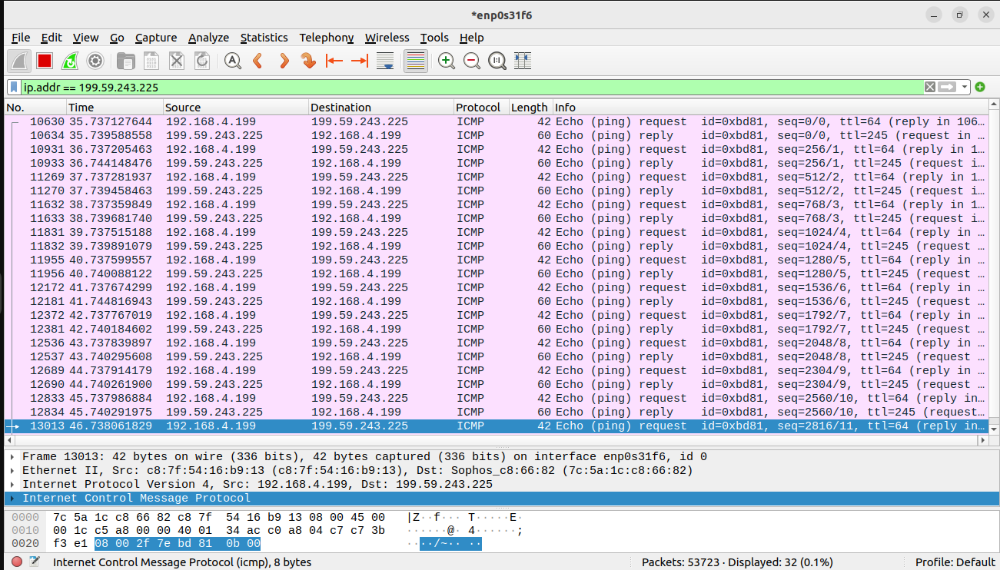 *enp0s31f6
File Edit View Go Capture Analyze Statistics Telephony Wireless Tools Help
ip.addr == 199.59.243.225
No. Time Source Destination Protocol Length Info
10630 35.737127644 192.168.4.199 199.59.243.225 ICMP 42 Echo (ping) request id=0xbd81, seq=0/0, ttl=64 (reply in 106…
10634 35.739588558 199.59.243.225 192.168.4.199 ICMP 60 Echo (ping) reply id=0xbd81, seq=0/0, ttl=245 (request in …
10931 36.737205463 192.168.4.199 199.59.243.225 ICMP 42 Echo (ping) request id=0xbd81, seq=256/1, ttl=64 (reply in 1…
10933 36.744148476 199.59.243.225 192.168.4.199 ICMP 60 Echo (ping) reply id=0xbd81, seq=256/1, ttl=245 (request i…
11269 37.737281937 192.168.4.199 199.59.243.225 ICMP 42 Echo (ping) request id=0xbd81, seq=512/2, ttl=64 (reply in 1…
11270 37.739458463 199.59.243.225 192.168.4.199 ICMP 60 Echo (ping) reply id=0xbd81, seq=512/2, ttl=245 (request i…
11632 38.737359849 192.168.4.199 199.59.243.225 ICMP 42 Echo (ping) request id=0xbd81, seq=768/3, ttl=64 (reply in 1…
11633 38.739681740 199.59.243.225 192.168.4.199 ICMP 60 Echo (ping) reply id=0xbd81, seq=768/3, ttl=245 (request i…
11831 39.737515188 192.168.4.199 199.59.243.225 ICMP 42 Echo (ping) request id=0xbd81, seq=1024/4, ttl=64 (reply in …
11832 39.739891079 199.59.243.225 192.168.4.199 ICMP 60 Echo (ping) reply id=0xbd81, seq=1024/4, ttl=245 (request …
11955 40.737599557 192.168.4.199 199.59.243.225 ICMP 42 Echo (ping) request id=0xbd81, seq=1280/5, ttl=64 (reply in …
11956 40.740088122 199.59.243.225 192.168.4.199 ICMP 60 Echo (ping) reply id=0xbd81, seq=1280/5, ttl=245 (request …
12172 41.737674299 192.168.4.199 199.59.243.225 ICMP 42 Echo (ping) request id=0xbd81, seq=1536/6, ttl=64 (reply in …
12181 41.744816943 199.59.243.225 192.168.4.199 ICMP 60 Echo (ping) reply id=0xbd81, seq=1536/6, ttl=245 (request …
12372 42.737767019 192.168.4.199 199.59.243.225 ICMP 42 Echo (ping) request id=0xbd81, seq=1792/7, ttl=64 (reply in …
12381 42.740184602 199.59.243.225 192.168.4.199 ICMP 60 Echo (ping) reply id=0xbd81, seq=1792/7, ttl=245 (request …
12536 43.737839897 192.168.4.199 199.59.243.225 ICMP 42 Echo (ping) request id=0xbd81, seq=2048/8, ttl=64 (reply in …
12537 43.740295608 199.59.243.225 192.168.4.199 ICMP 60 Echo (ping) reply id=0xbd81, seq=2048/8, ttl=245 (request …
12689 44.737914179 192.168.4.199 199.59.243.225 ICMP 42 Echo (ping) request id=0xbd81, seq=2304/9, ttl=64 (reply in …
12690 44.740261900 199.59.243.225 192.168.4.199 ICMP 60 Echo (ping) reply id=0xbd81, seq=2304/9, ttl=245 (request …
12833 45.737986884 192.168.4.199 199.59.243.225 ICMP 42 Echo (ping) request id=0xbd81, seq=2560/10, ttl=64 (reply in…
12834 45.740291975 199.59.243.225 192.168.4.199 ICMP 60 Echo (ping) reply id=0xbd81, seq=2560/10, ttl=245 (request…
13013 46.738061829 192.168.4.199 199.59.243.225 ICMP 42 Echo (ping) request id=0xbd81, seq=2816/11, ttl=64 (reply in…
Frame 13013: 42 bytes on wire (336 bits), 42 bytes captured (336 bits) on interface enp0s31f6, id 0
Ethernet II, Src: c8:7f:54:16:b9:13 (c8:7f:54:16:b9:13), Dst: Sophos_c8:66:82 (7c:5a:1c:c8:66:82)
Internet Protocol Version 4, Src: 192.168.4.199, Dst: 199.59.243.225
Internet Control Message Protocol
0000 7c 5a 1c c8 66 82 c8 7f 54 16 b9 13 08 00 45 00 |Z··f··· T·····E·
0010 00 1c c5 a8 00 00 40 01 34 ac c0 a8 04 c7 c7 3b ······@· 4······;
0020 f3 e1 08 00 2f 7e bd 81 0b 00 ····/~·· ··
Internet Control Message Protocol (icmp), 8 bytes
Packets: 53723 · Displayed: 32 (0.1%)
Profile: Default